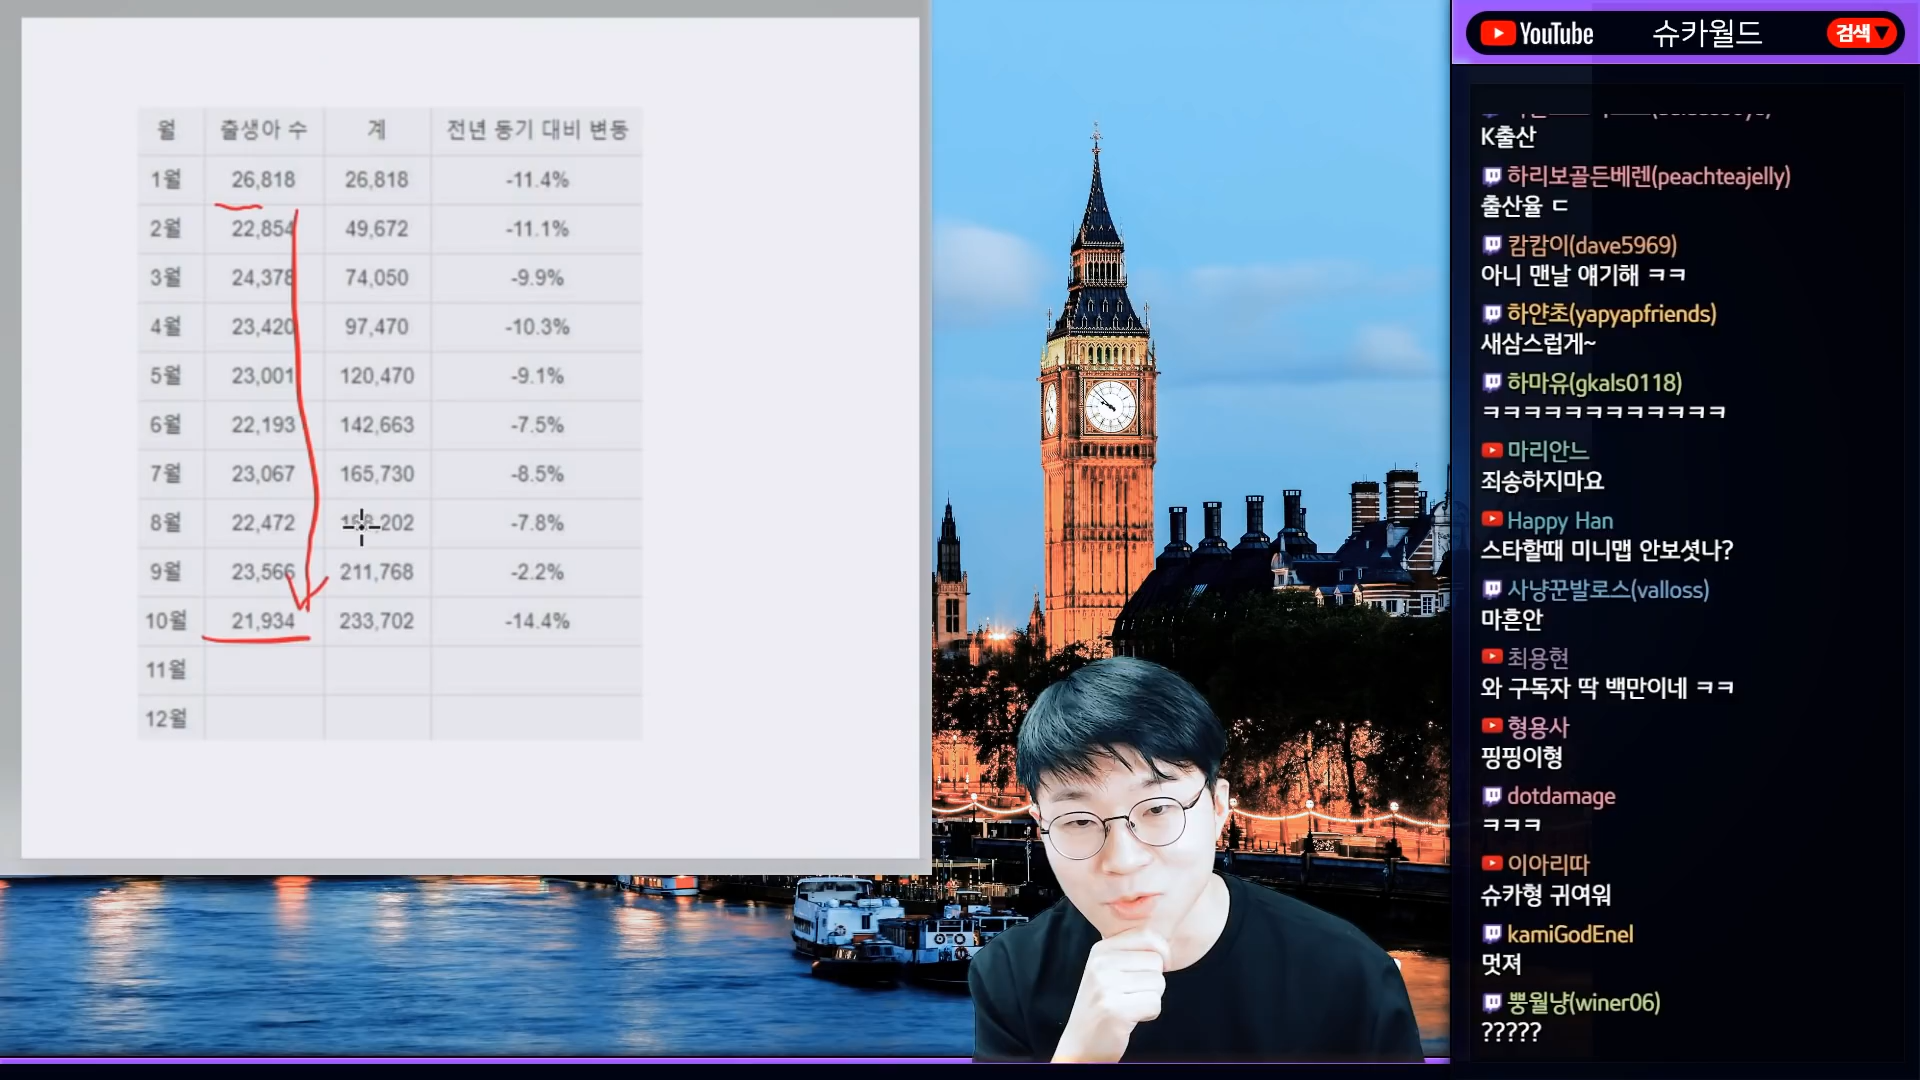 월 출생아 수 계 전년 동기 대비 변동
1월 26,818 26,818 -11.4%
2월 22,854 49,672 -11.1%
3월 24,378 74,050 -9.9%
4월 23,420 97,470 -10.3%
5월 23,001 120,470 -9.1%
6월 22,193 142,663 -7.5%
7월 23,067 165,730 -8.5%
8월 22,472 202 -7.8%
9월 23,566 211,768 -2.2%
10월 21,934 233,702 -14.4%
11월
12월
YouTube 슈카월드 검색▼
K출산
하리보골든베렌(peachteajelly)
출산율 ㄷ
캄캄이(dave5969)
아니 맨날 얘기해 ㅋㅋ
하얀초(yapyapfriends)
새삼스럽게~
하마유(gkals0118)
ㅋㅋㅋㅋㅋㅋㅋㅋㅋㅋㅋㅋ
마리안느
죄송하지마요
Happy Han
스타할때 미니맵 안보셧나?
사냥꾼발로스(valloss)
마흔안
최용현
와 구독자 딱 백만이네 ㅋㅋ
형용사
핑핑이형
dotdamage
ㅋㅋㅋ
이아리따
슈카형 귀여워
kamiGodEnel
멋져
뿡월냥(winer06)
?????